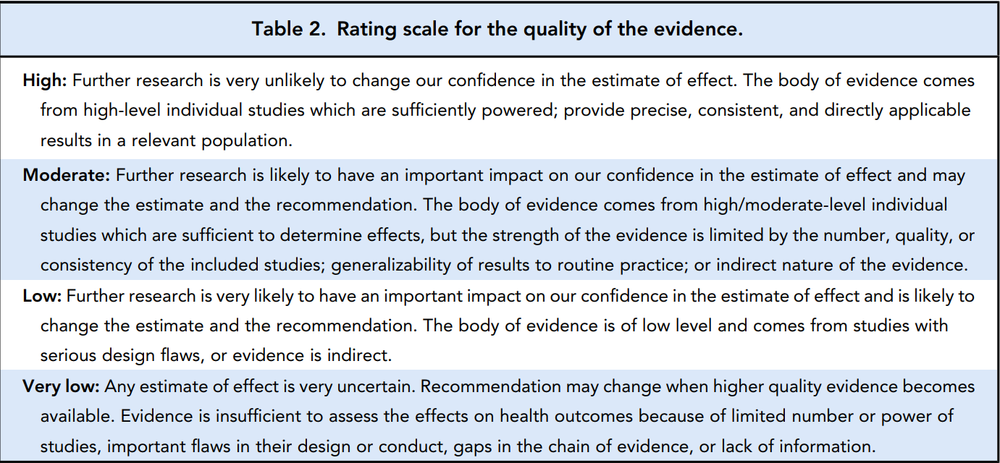 Table 2. Rating scale for the quality of the evidence.
High: Further research is very unlikely to change our confidence in the estimate of effect. The body of evidence comes
from high-level individual studies which are sufficiently powered; provide precise, consistent, and directly applicable
results in a relevant population.
Moderate: Further research is likely to have an important impact on our confidence in the estimate of effect and may
change the estimate and the recommendation. The body of evidence comes from high/moderate-level individual
studies which are sufficient to determine effects, but the strength of the evidence is limited by the number, quality, or
consistency of the included studies; generalizability of results to routine practice; or indirect nature of the evidence.
Low: Further research is very likely to have an important impact on our confidence in the estimate of effect and is likely to
change the estimate and the recommendation. The body of evidence is of low level and comes from studies with
serious design flaws, or evidence is indirect.
Very low: Any estimate of effect is very uncertain. Recommendation may change when higher quality evidence becomes
available. Evidence is insufficient to assess the effects on health outcomes because of limited number or power of
studies, important flaws in their design or conduct, gaps in the chain of evidence, or lack of information.